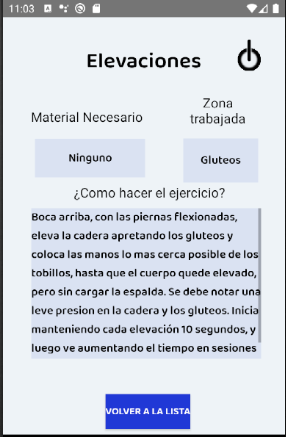 11:03
Elevaciones
Material Necesario
Zona
trabajada
Ninguno
Gluteos
¿Como hacer el ejercicio?
Boca arriba, con las piernas flexionadas,
eleva la cadera apretando los gluteos y
coloca las manos lo mas cerca posible de los
tobillos, hasta que el cuerpo quede elevado,
pero sin cargar la espalda. Se debe notar una
leve presion en la cadera y los gluteos. Inicia
manteniendo cada elevación 10 segundos, y
luego ve aumentando el tiempo en sesiones
VOLVER A LA LISTA